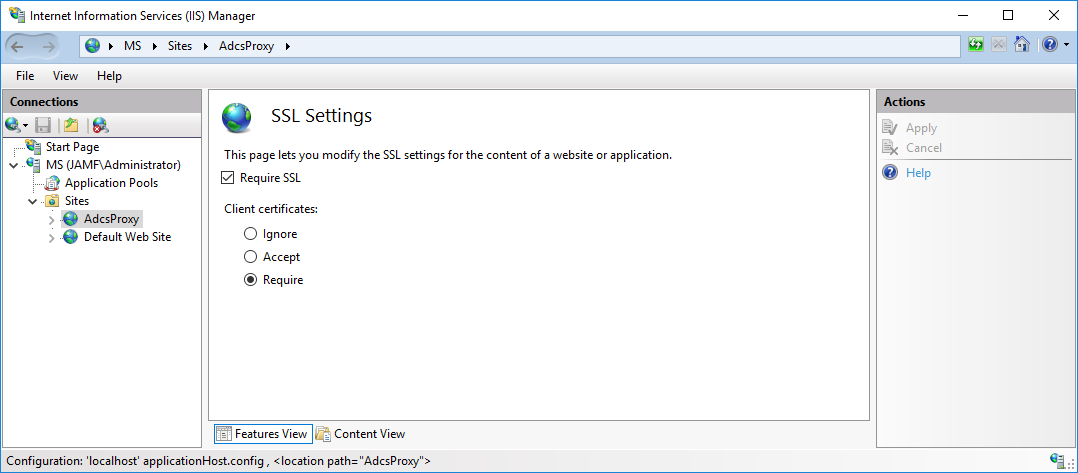 Internet Information Services (IIS) Manager
MS Sites AdcsProxy
File View Help
Connections
Start Page
MS (JAMF\Administrator)
Application Pools
Sites
AdcsProxy
Default Web Site
SSL Settings
This page lets you modify the SSL settings for the content of a website or application.
Require SSL
Client certificates:
Ignore
Accept
Require
Features View Content View
Actions
Apply
Cancel
Help
Configuration: 'localhost' applicationHost.config , <location path="AdcsProxy">